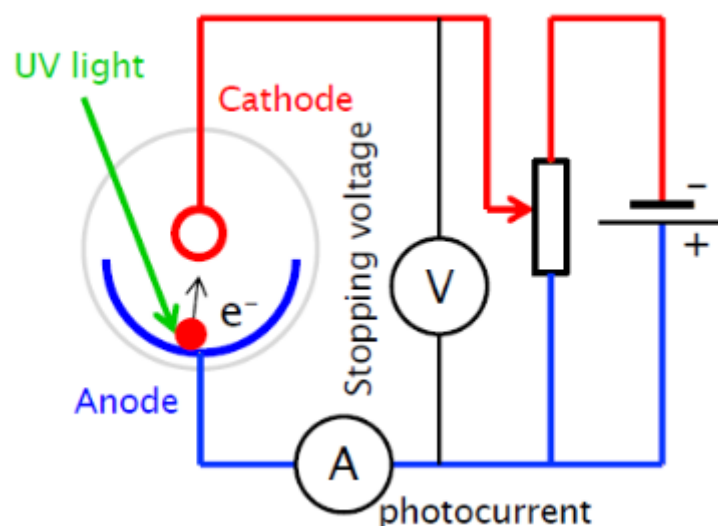 UV light
Cathode
Stopping voltage
V
-
+
e⁻
Anode
A
photocurrent